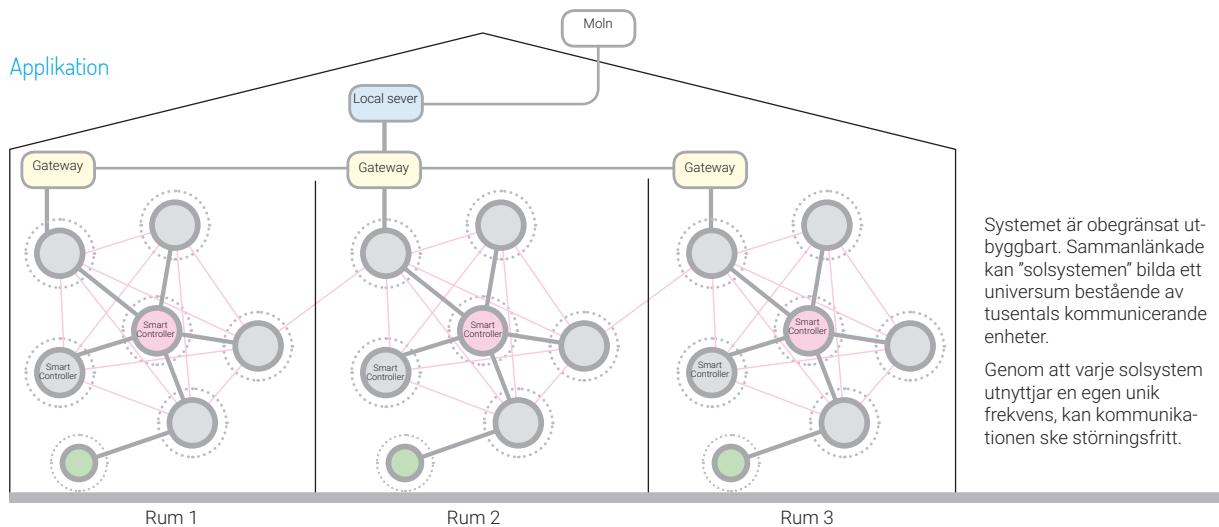 Moln
Applikation
Local sever
Gateway
Gateway
Gateway
Smart
Controller
Smart
Controller
Smart
Controller
Smart
Controller
Smart
Controller
Smart
Controller
Systemet är obegränsat ut-
byggbart. Sammanlänkade
kan ”solsystemen” bilda ett
universum bestående av
tusentals kommunicerande
enheter.
Genom att varje solsystem
utnyttjar en egen unik
frekvens, kan kommunika-
tionen ske störningsfritt.
Rum 1
Rum 2
Rum 3